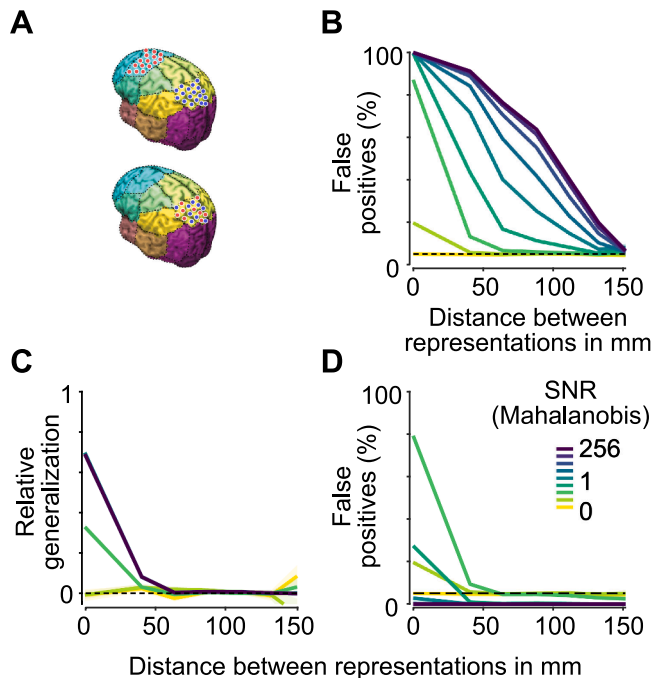 A
B
100
False
positives (%)
0
0
50
100
150
Distance between
representations in mm
C
1
Relative
generalization
0
0
50
100
150
D
100
False
positives (%)
0
0
50
100
150
SNR
(Mahalanobis)
256
1
0
Distance between representations in mm